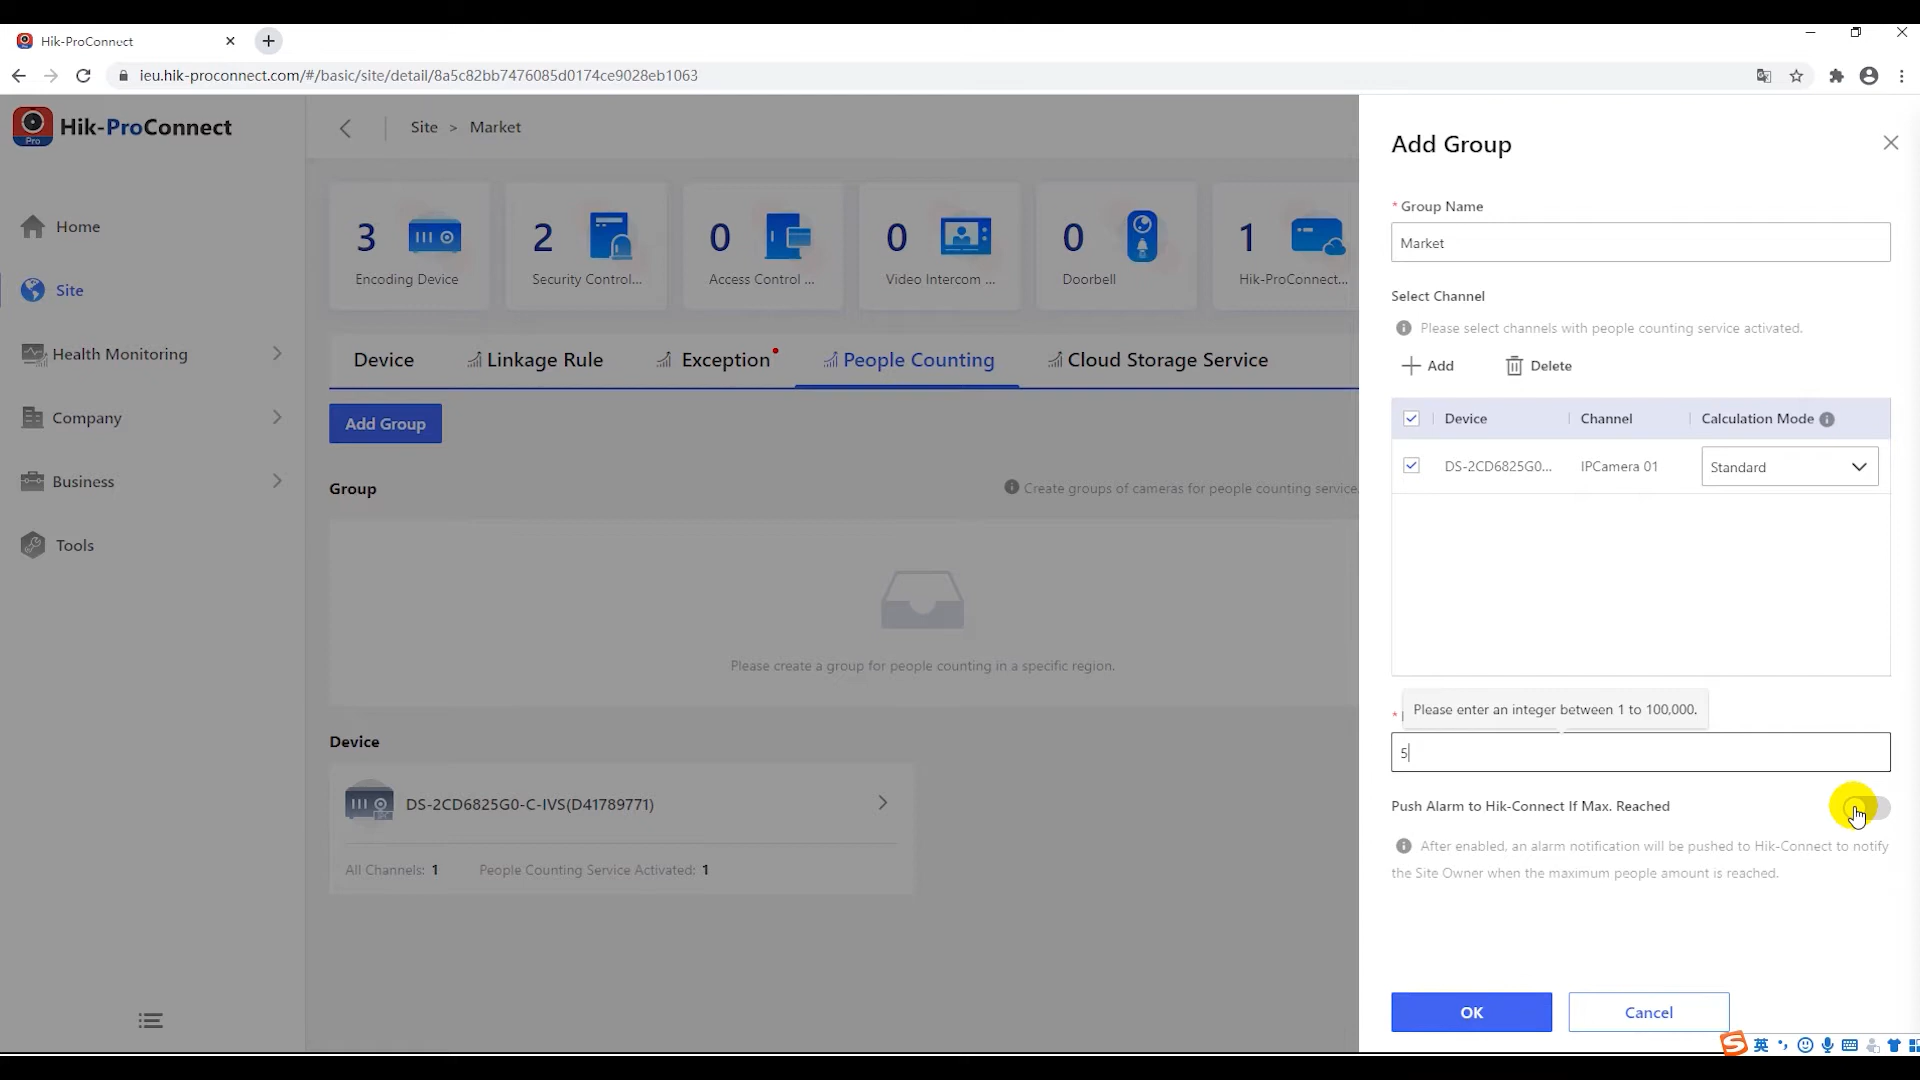 Hik-ProConnect
ieu.hik-proconnect.com/#/basic/site/detail/8a5c82bb7476085d0174ce9028eb1063
Pro
Hik-ProConnect
Home
Site
Health Monitoring
Company
Business
Tools
Site > Market
3
Encoding Device
2
Security Control...
0
Access Control ...
0
Video Intercom ...
0
Doorbell
1
Hik-ProConnect...
Device
Linkage Rule
Exception
People Counting
Cloud Storage Service
Add Group
Group
Create groups of cameras for people counting service.
Please create a group for people counting in a specific region.
Device
DS-2CD6825G0-C-IVS(D41789771)
All Channels: 1 People Counting Service Activated: 1
Add Group
* Group Name
Market
Select Channel
Please select channels with people counting service activated.
Add Delete
Device Channel Calculation Mode
DS-2CD6825G0... IPCamera 01 Standard
*
Please enter an integer between 1 to 100,000.
5
Push Alarm to Hik-Connect If Max. Reached
After enabled, an alarm notification will be pushed to Hik-Connect to notify
the Site Owner when the maximum people amount is reached.
OK Cancel
S 英